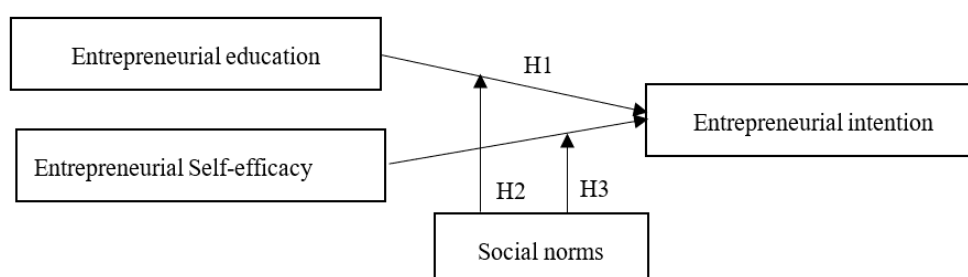 Entrepreneurial education
H1
Entrepreneurial intention
Entrepreneurial Self-efficacy
H2
H3
Social norms